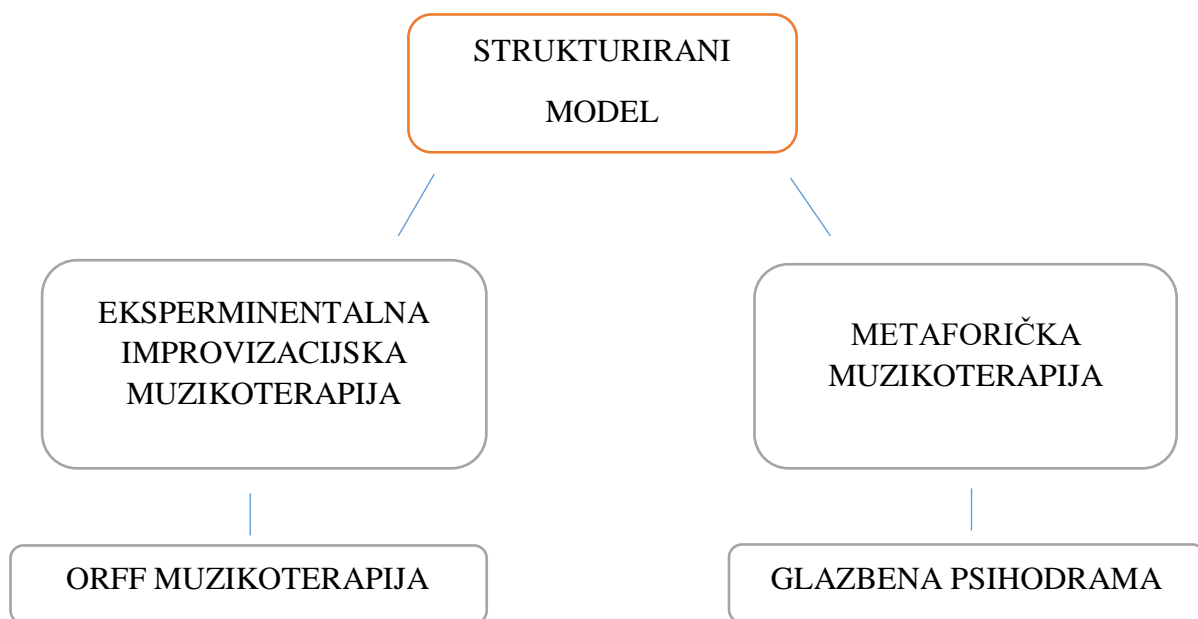 STRUKTURIRANI
MODEL
EKSPERMINENTALNA
IMPROVIZACIJSKA
MUZIKOTERAPIJA
METAFORIČKA
MUZIKOTERAPIJA
ORFF MUZIKOTERAPIJA
GLAZBENA PSIHODRAMA